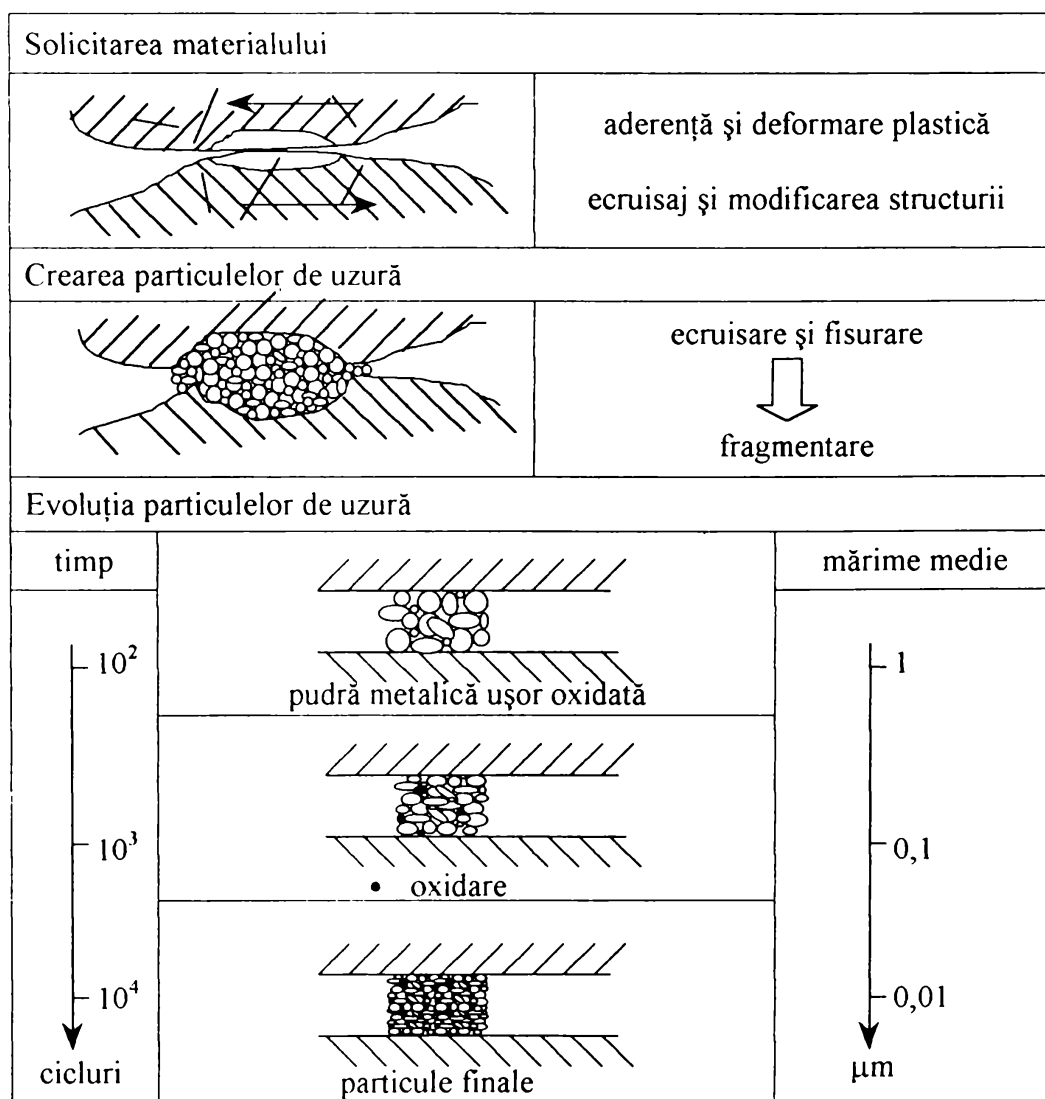 Solicitarea materialului
aderență şi deformare plastică
ecruisaj şi modificarea structurii
Crearea particulelor de uzură
ecruisare şi fisurare
fragmentare
Evoluția particulelor de uzură
timp
mărime medie
10²
1
pudră metalică uşor oxidată
10³
0,1
• oxidare
10⁴
0,01
cicluri
particule finale
μm